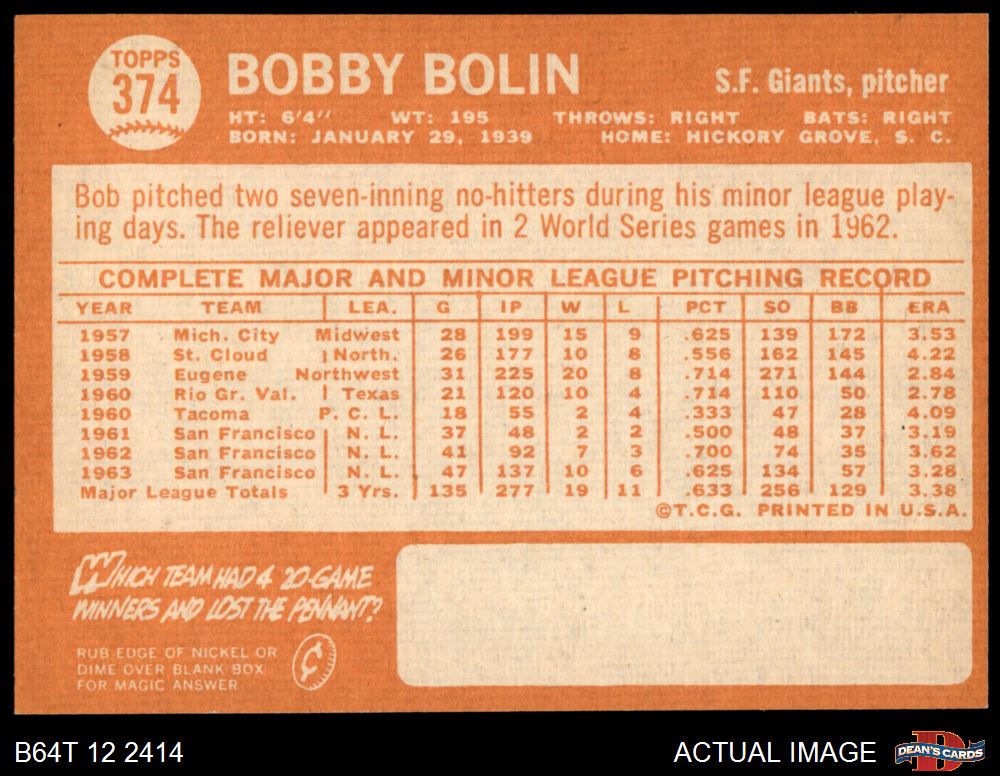 TOPPS
374
BOBBY BOLIN
S.F. Giants, pitcher
HT: 6'4'' WT: 195 THROWS: RIGHT BATS: RIGHT
BORN: JANUARY 29, 1939 HOME: HICKORY GROVE, S. C.
Bob pitched two seven-inning no-hitters during his minor league play-
ing days. The reliever appeared in 2 World Series games in 1962.
COMPLETE MAJOR AND MINOR LEAGUE PITCHING RECORD
YEAR TEAM LEA. G IP W L PCT SO BB ERA
1957 Mich. City Midwest 28 199 15 9 .625 139 172 3.53
1958 St. Cloud North. 26 177 10 8 .556 162 145 4.22
1959 Eugene Northwest 31 225 20 8 .714 271 144 2.84
1960 Rio Gr. Val. Texas 21 120 10 4 .714 110 50 2.78
1960 Tacoma P. C. L. 18 55 2 4 .333 47 28 4.09
1961 San Francisco N. L. 37 48 2 2 .500 48 37 3.19
1962 San Francisco N. L. 41 92 7 3 .700 74 35 3.62
1963 San Francisco N. L. 47 137 10 6 .625 134 57 3.28
Major League Totals 3 Yrs. 135 277 19 11 .633 256 129 3.38
©T.C.G. PRINTED IN U.S.A.
WHICH TEAM HAD 4 20-GAME
WINNERS AND LOST THE PENNANT?
RUB EDGE OF NICKEL OR
DIME OVER BLANK BOX
FOR MAGIC ANSWER
¢
B64T 12 2414
ACTUAL IMAGE
DEAN'S CARDS